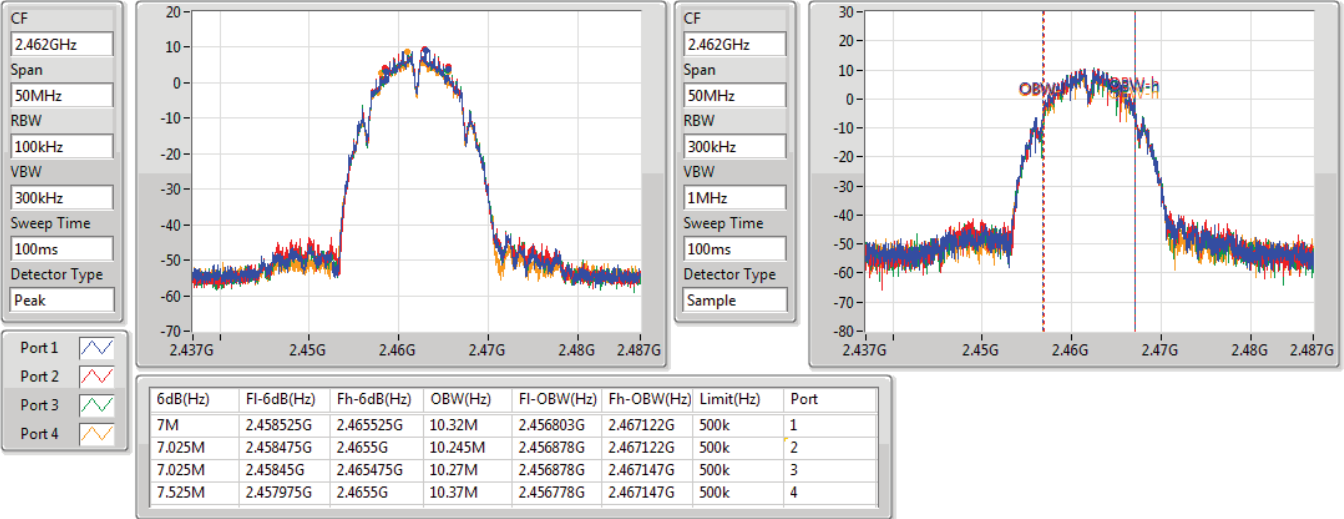 CF
2.462GHz
Span
50MHz
RBW
100kHz
VBW
300kHz
Sweep Time
100ms
Detector Type
Peak
20
10
0
-10
-20
-30
-40
-50
-60
-70
2.437G 2.45G 2.46G 2.47G 2.48G 2.487G
CF
2.462GHz
Span
50MHz
RBW
300kHz
VBW
1MHz
Sweep Time
100ms
Detector Type
Sample
30
20
10
0
-10
-20
-30
-40
-50
-60
-70
-80
OBW
OBW-h
2.437G 2.45G 2.46G 2.47G 2.48G 2.487G
Port 1
Port 2
Port 3
Port 4
6dB(Hz) Fl-6dB(Hz) Fh-6dB(Hz) OBW(Hz) Fl-OBW(Hz) Fh-OBW(Hz) Limit(Hz) Port
7M 2.458525G 2.465525G 10.32M 2.456803G 2.467122G 500k 1
7.025M 2.458475G 2.4655G 10.245M 2.456878G 2.467122G 500k 2
7.025M 2.45845G 2.465475G 10.27M 2.456878G 2.467147G 500k 3
7.525M 2.457975G 2.4655G 10.37M 2.456778G 2.467147G 500k 4